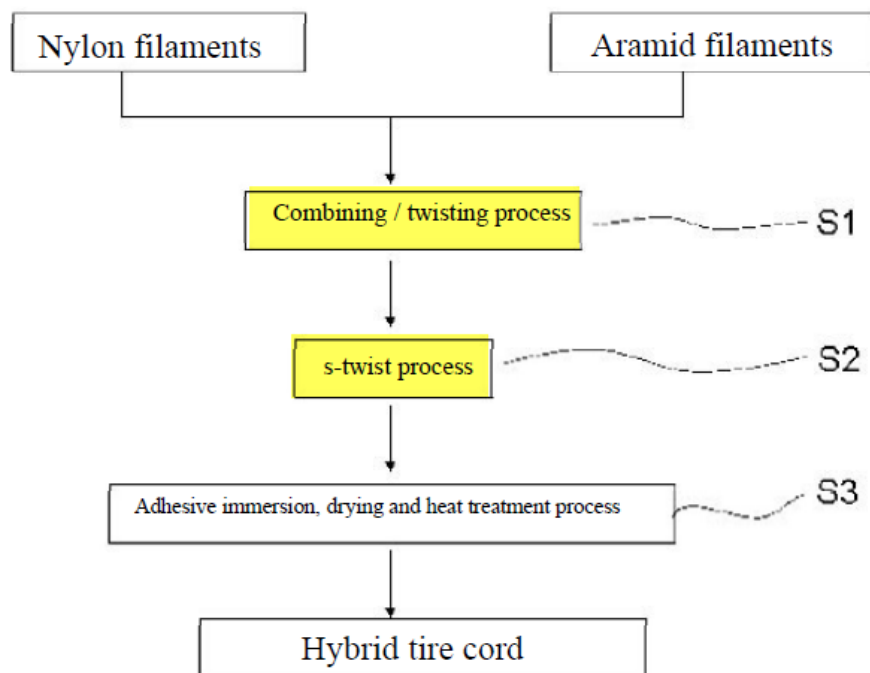 Nylon filaments
Aramid filaments
Combining / twisting process
S1
s-twist process
S2
Adhesive immersion, drying and heat treatment process
S3
Hybrid tire cord